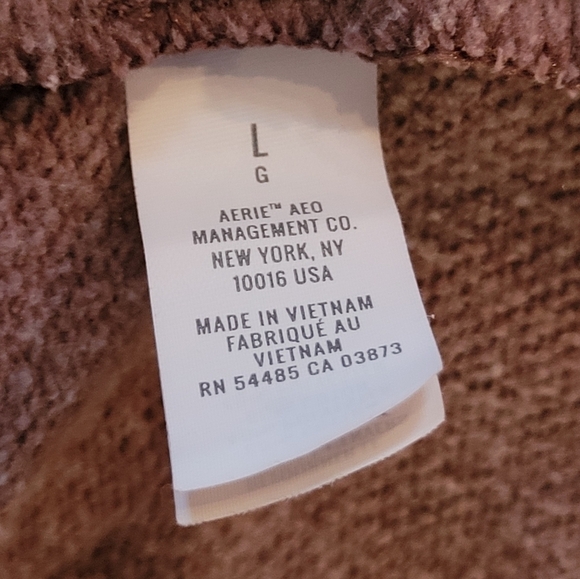 L
G
AERIE™ AEO
MANAGEMENT CO.
NEW YORK, NY
10016 USA
MADE IN VIETNAM
FABRIQUÉ AU
VIETNAM
RN 54485 CA 03873